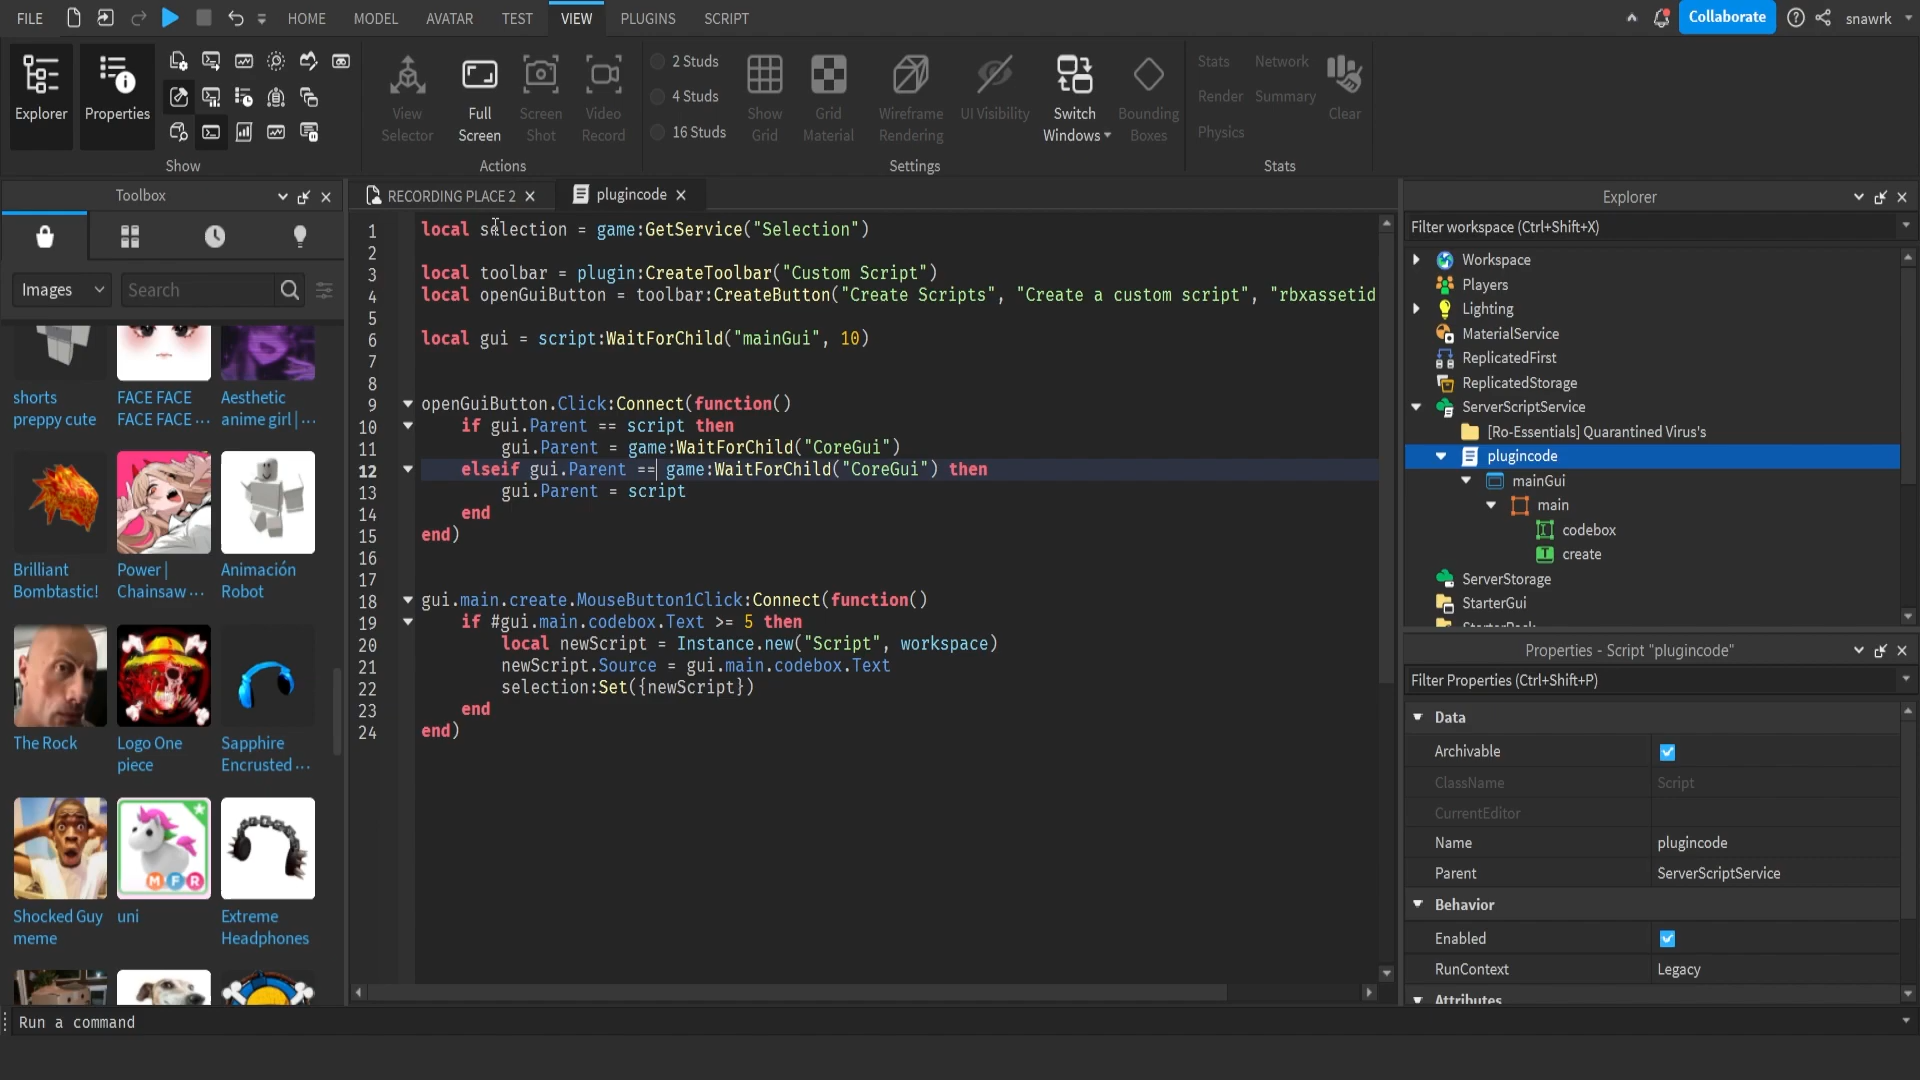 FILE HOME MODEL AVATAR TEST VIEW PLUGINS SCRIPT Collaborate snawrk
Explorer
Properties
Show
View
Selector
Full
Screen
Screen
Shot
Video
Record
Actions
2 Studs
4 Studs
16 Studs
Show
Grid
Grid
Material
Wireframe
Rendering
UI Visibility
Switch
Windows
Bounding
Boxes
Settings
Stats Network
Render Summary
Physics
Clear
Stats
Toolbox
Images
Search
shorts
preppy cute
FACE FACE
FACE FACE ...
Aesthetic
anime girl | ...
Brilliant
Bombtastic!
Power |
Chainsaw ...
Animación
Robot
The Rock
Logo One
piece
Sapphire
Encrusted ...
Shocked Guy
meme
uni
MFR
Extreme
Headphones
RECORDING PLACE 2
plugincode
1 local selection = game:GetService("Selection")
2
3 local toolbar = plugin:CreateToolbar("Custom Script")
4 local openGuiButton = toolbar:CreateButton("Create Scripts", "Create a custom script", "rbxassetid
5
6 local gui = script:WaitForChild("mainGui", 10)
7
8
9 openGuiButton.Click:Connect(function()
10 if gui.Parent == script then
11 gui.Parent = game:WaitForChild("CoreGui")
12 elseif gui.Parent == game:WaitForChild("CoreGui") then
13 gui.Parent = script
14 end
15 end)
16
17
18 gui.main.create.MouseButton1Click:Connect(function()
19 if #gui.main.codebox.Text >= 5 then
20 local newScript = Instance.new("Script", workspace)
21 newScript.Source = gui.main.codebox.Text
22 selection:Set({newScript})
23 end
24 end)
Explorer
Filter workspace (Ctrl+Shift+X)
Workspace
Players
Lighting
MaterialService
ReplicatedFirst
ReplicatedStorage
ServerScriptService
[Ro-Essentials] Quarantined Virus's
plugincode
mainGui
main
codebox
create
ServerStorage
StarterGui
StarterPack
Properties - Script "plugincode"
Filter Properties (Ctrl+Shift+P)
Data
Archivable
ClassName Script
CurrentEditor
Name plugincode
Parent ServerScriptService
Behavior
Enabled
RunContext Legacy
Attributes
Run a command